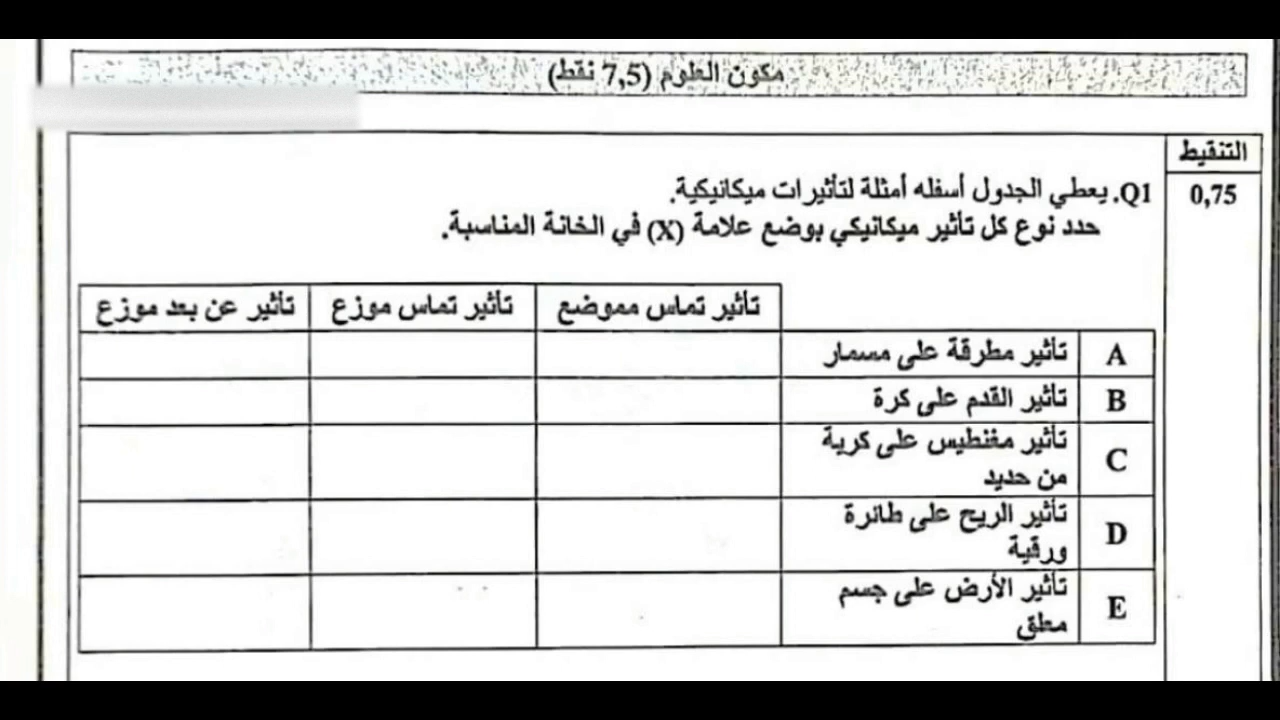 مكون العلوم (7,5 نقط)
التنقيط
0,75
Q1. يعطي الجدول أسفله أمثلة لتأثيرات ميكانيكية.
حدد نوع كل تأثير ميكانيكي بوضع علامة (X) في الخانة المناسبة.
تأثير تماس مموضع تأثير تماس موزع تأثير عن بعد موزع
A تأثير مطرقة على مسمار
B تأثير القدم على كرة
C تأثير مغنطيس على كرية
من حديد
D تأثير الريح على طائرة
ورقية
E تأثير الأرض على جسم
معلق